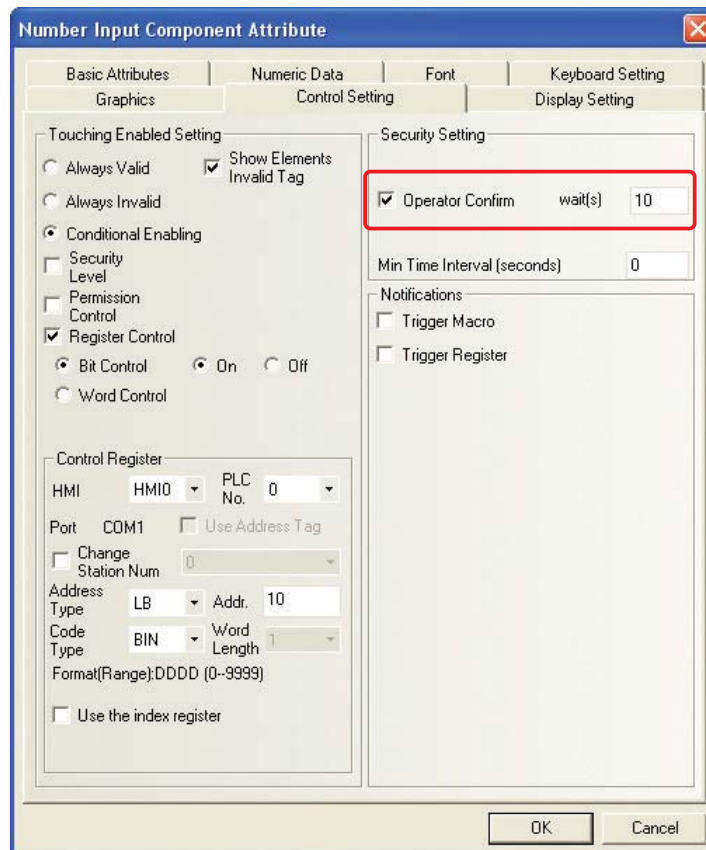 Number Input Component Attribute
Basic Attributes Numeric Data Font Keyboard Setting
Graphics Control Setting Display Setting
Touching Enabled Setting
Always Valid
Show Elements
Invalid Tag
Always Invalid
Conditional Enabling
Security
Level
Permission
Control
Register Control
Bit Control On Off
Word Control
Control Register
HMI HMI0 PLC
No. 0
Port COM1 Use Address Tag
Change
Station Num 0
Address
Type LB Addr. 10
Code
Type BIN Word
Length 1
Format(Range):DDDD (0--9999)
Use the index register
Security Setting
Operator Confirm wait(s) 10
Min Time Interval (seconds) 0
Notifications
Trigger Macro
Trigger Register
OK Cancel